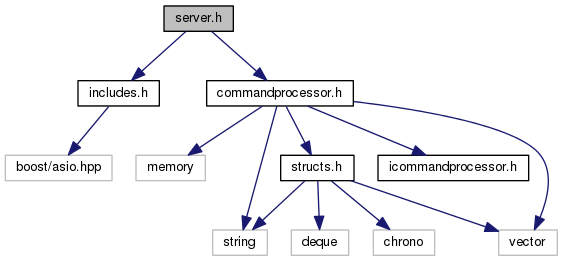 server.h
includes.h
commandprocessor.h
boost/asio.hpp
memory
structs.h
icommandprocessor.h
string
deque
chrono
vector